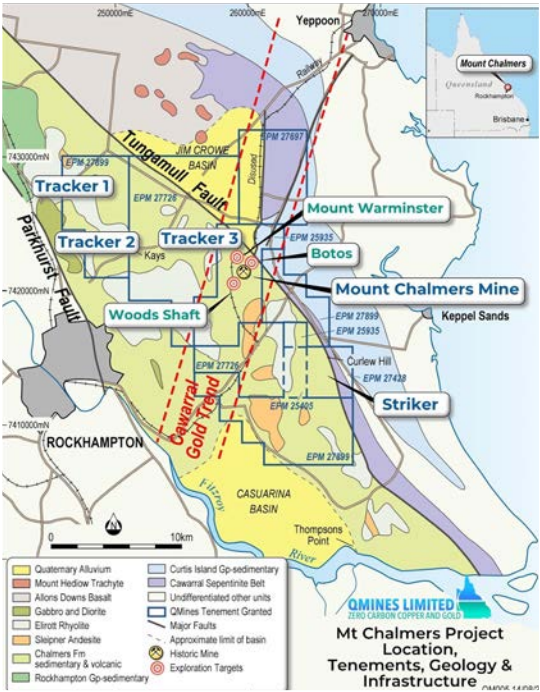 250000mE
260000mE
270000mE
Yeppoon
Railway
Mount Chalmers
Queensland
Rockhampton
Brisbane
Tungamull Fault
JIM CROWE
BASIN
EPM 27697
Disused
7430000mN
EPM 27899
Tracker 1
EPM 27726
Mount Warminster
Parkhurst Fault
Tracker 2
Tracker 3
EPM 25935
Kays
Botos
Mount Chalmers Mine
7420000mN
Woods Shaft
Keppel Sands
EPM 27899
EPM 25935
Curlew Hill
EPM 27726
EPM 27428
Cawarral
Gold Trend
Striker
EPM 25405
7410000mN
ROCKHAMPTON
EPM 27899
Fitzroy
CASUARINA
BASIN
Thompsons
Point
River
N
0
10km
Quaternary Alluvium
Mount Hedlow Trachyte
Allons Downs Basalt
Gabbro and Diorite
Elirott Rhyolite
Sleipner Andesite
Chalmers Fm
sedimentary & volcanic
Rockhampton Gp-sedimentary
Curtis Island Gp-sedimentary
Cawarral Sepentinite Belt
Undifferentiated other units
QMines Tenement Granted
Major Faults
Approximate limit of basin
Historic Mine
Exploration Targets
QMINES LIMITED
ZERO CARBON COPPER AND GOLD
Mt Chalmers Project
Location,
Tenements, Geology &
Infrastructure